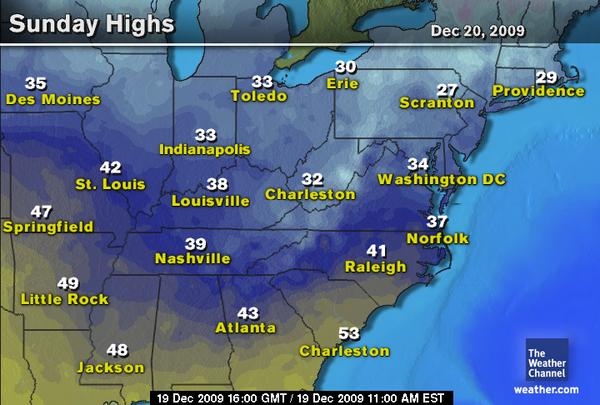 Sunday Highs
Dec 20, 2009
35
Des Moines
33
Toledo
30
Erie
27
Scranton
29
Providence
33
Indianapolis
42
St. Louis
38
Louisville
32
Charleston
34
Washington DC
47
Springfield
39
Nashville
37
Norfolk
41
Raleigh
49
Little Rock
43
Atlanta
53
Charleston
48
Jackson
The
Weather
Channel
weather.com
19 Dec 2009 16:00 GMT / 19 Dec 2009 11:00 AM EST